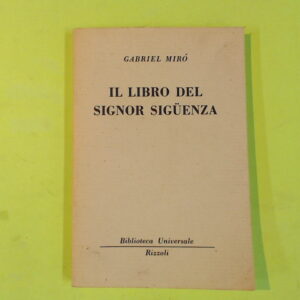 GABRIEL MIRÓ
IL LIBRO DEL
SIGNOR SIGÜENZA
Biblioteca Universale
Rizzoli